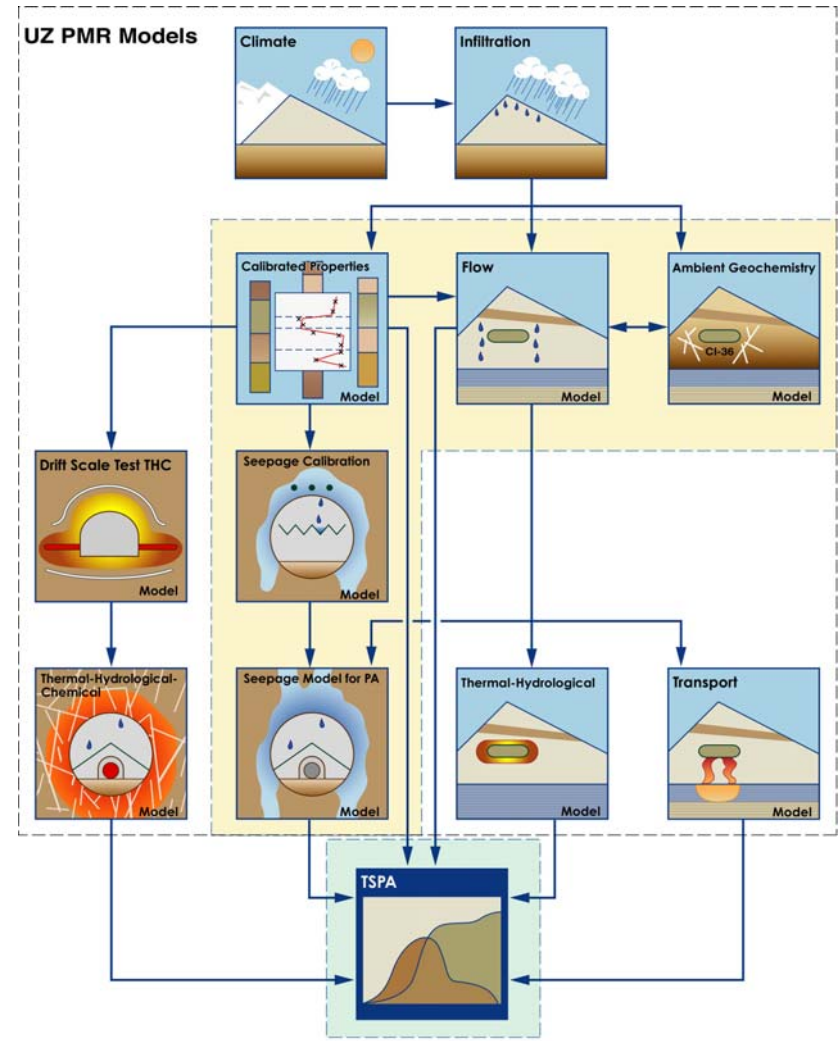 UZ PMR Models
Climate
Infiltration
Calibrated Properties
Model
Flow
Model
Ambient Geochemistry
Cl-36
Model
Drift Scale Test THC
Model
Seepage Calibration
Model
Thermal-Hydrological-
Chemical
Model
Seepage Model for PA
Model
Thermal-Hydrological
Model
Transport
Model
TSPA